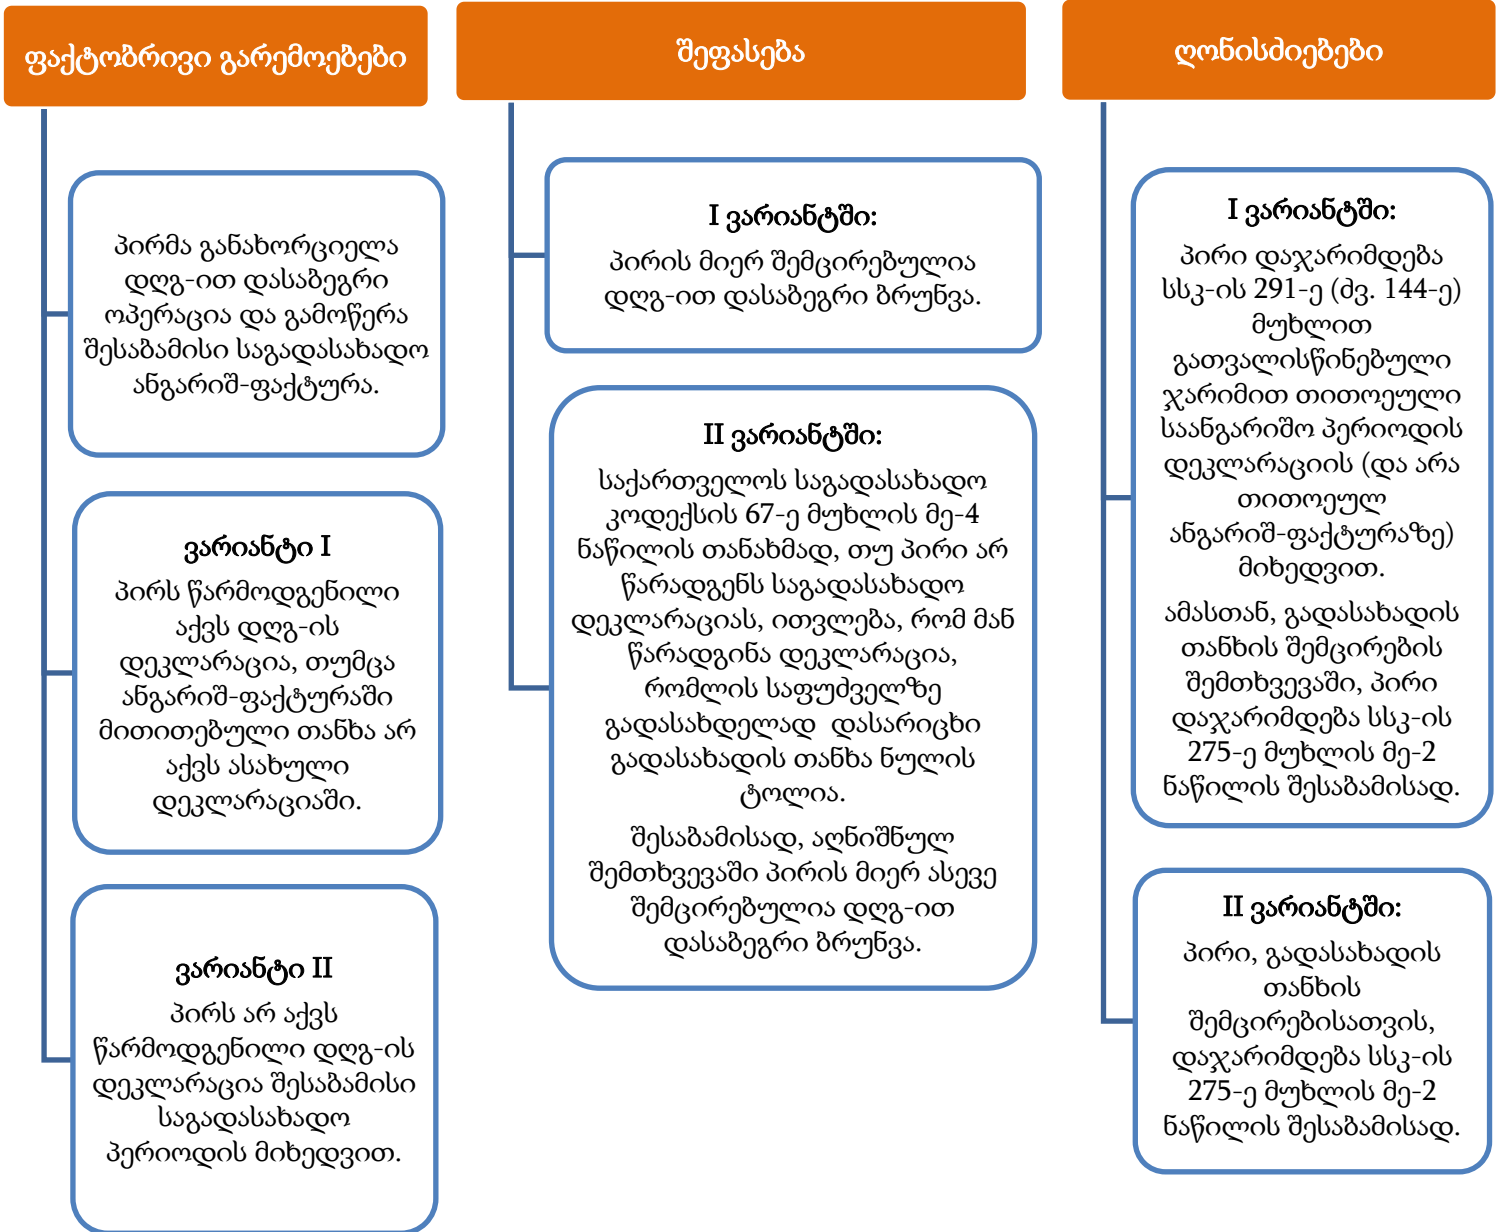 ფაქტობრივი გარემოებები
პირმა განახორციელა
დღგ-ით დასაბეგრი
ოპერაცია და გამოწერა
შესაბამისი საგადასახადო
ანგარიშ-ფაქტურა.
ვარიანტი I
პირს წარმოდგენილი
აქვს დღგ-ის
დეკლარაცია, თუმცა
ანგარიშ-ფაქტურაში
მითითებული თანხა არ
აქვს ასახული
დეკლარაციაში.
ვარიანტი II
პირს არ აქვს
წარმოდგენილი დღგ-ის
დეკლარაცია შესაბამისი
საგადასახადო
პერიოდის მიხედვით.
შეფასება
I ვარიანტში:
პირის მიერ შემცირებულია
დღგ-ით დასაბეგრი ბრუნვა.
II ვარიანტში:
საქართველოს საგადასახადო
კოდექსის 67-ე მუხლის მე-4
ნაწილის თანახმად, თუ პირი არ
წარადგენს საგადასახადო
დეკლარაციას, ითვლება, რომ მან
წარადგინა დეკლარაცია,
რომლის საფუძველზე
გადასახდელად დასარიცხი
გადასახადის თანხა ნულის
ტოლია.
შესაბამისად, აღნიშნულ
შემთხვევაში პირის მიერ ასევე
შემცირებულია დღგ-ით
დასაბეგრი ბრუნვა.
ღონისძიებები
I ვარიანტში:
პირი დაჯარიმდება
სსკ-ის 291-ე (ძვ. 144-ე)
მუხლით
გათვალისწინებული
ჯარიმით თითოეული
საანგარიშო პერიოდის
დეკლარაციის (და არა
თითოეულ
ანგარიშ-ფაქტურაზე)
მიხედვით.
ამასთან, გადასახადის
თანხის შემცირების
შემთხვევაში, პირი
დაჯარიმდება სსკ-ის
275-ე მუხლის მე-2
ნაწილის შესაბამისად.
II ვარიანტში:
პირი, გადასახადის
თანხის
შემცირებისათვის,
დაჯარიმდება სსკ-ის
275-ე მუხლის მე-2
ნაწილის შესაბამისად.